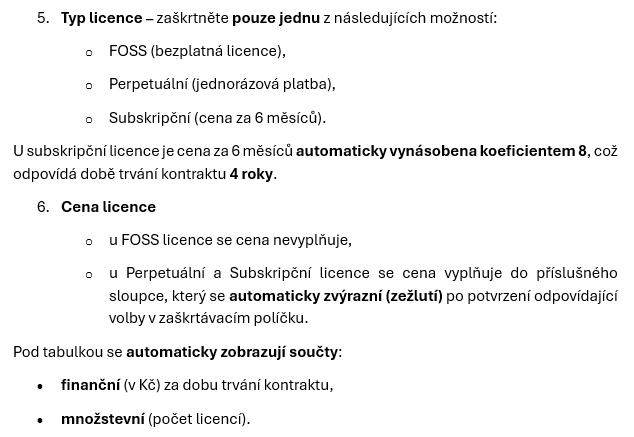 5. Typ licence – zaškrtněte pouze jednu z následujících možností:
o FOSS (bezplatná licence),
o Perpetuální (jednorázová platba),
o Subskripční (cena za 6 měsíců).
U subskripční licence je cena za 6 měsíců automaticky vynásobena koeficientem 8, což
odpovídá době trvání kontraktu 4 roky.
6. Cena licence
o u FOSS licence se cena nevyplňuje,
o u Perpetuální a Subskripční licence se cena vyplňuje do příslušného
sloupce, který se automaticky zvýrazní (zežlutí) po potvrzení odpovídající
volby v zaškrtávacím políčku.
Pod tabulkou se automaticky zobrazují součty:
• finanční (v Kč) za dobu trvání kontraktu,
• množstevní (počet licencí).